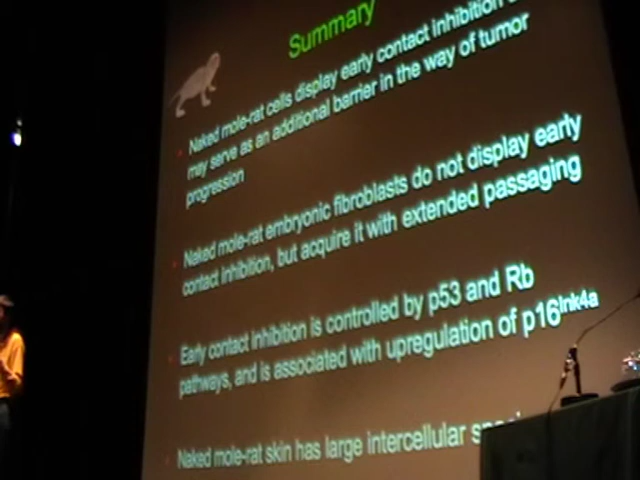 Summary
Naked mole-rat cells display early contact inhibition
may serve as an additional barrier in the way of tumor
progression
Naked mole-rat embryonic fibroblasts do not display early
contact inhibition, but acquire it with extended passaging
Early contact inhibition is controlled by p53 and Rb
pathways, and is associated with upregulation of p16Ink4a
Naked mole-rat skin has large intercellular